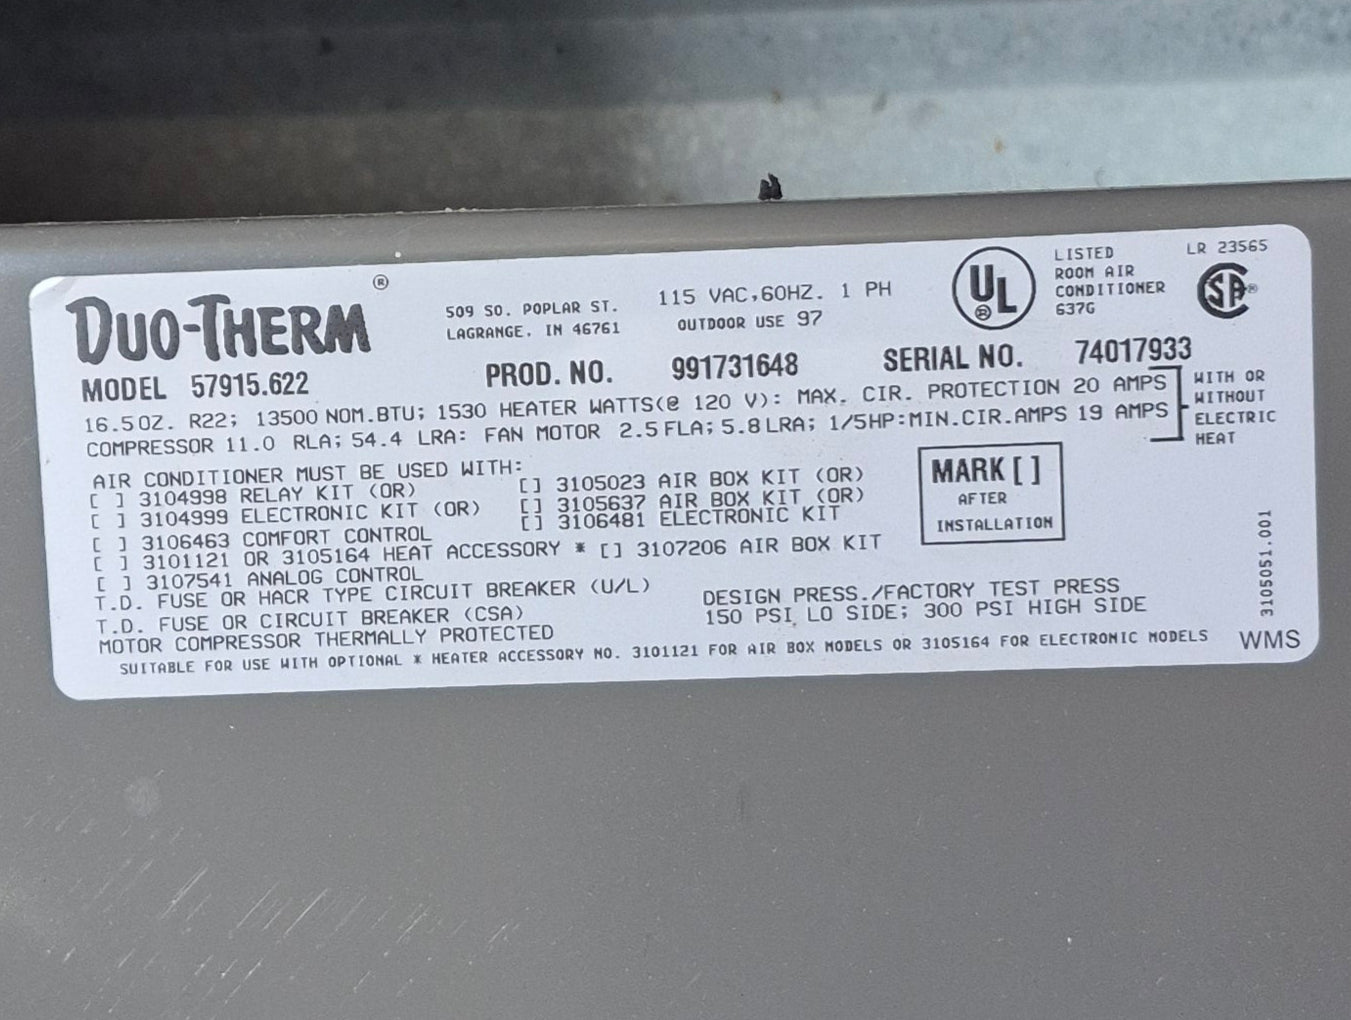 DUO-THERM ®
509 SO. POPLAR ST.
LAGRANGE, IN 46761
115 VAC,60HZ. 1 PH
OUTDOOR USE 97
UL ®
LISTED
ROOM AIR
CONDITIONER
637G
LR 23565
SA ®
MODEL 57915.622 PROD. NO. 991731648 SERIAL NO. 74017933
16.5OZ. R22; 13500 NOM.BTU; 1530 HEATER WATTS(@ 120 V): MAX. CIR. PROTECTION 20 AMPS
COMPRESSOR 11.0 RLA; 54.4 LRA: FAN MOTOR 2.5FLA; 5.8LRA; 1/5HP:MIN.CIR.AMPS 19 AMPS
WITH OR
WITHOUT
ELECTRIC
HEAT
AIR CONDITIONER MUST BE USED WITH:
[ ] 3104998 RELAY KIT (OR) [] 3105023 AIR BOX KIT (OR)
[ ] 3104999 ELECTRONIC KIT (OR) [] 3105637 AIR BOX KIT (OR)
[ ] 3106463 COMFORT CONTROL [] 3106481 ELECTRONIC KIT
[ ] 3101121 OR 3105164 HEAT ACCESSORY * [] 3107206 AIR BOX KIT
[ ] 3107541 ANALOG CONTROL
MARK [ ]
AFTER
INSTALLATION
T.D. FUSE OR HACR TYPE CIRCUIT BREAKER (U/L)
T.D. FUSE OR CIRCUIT BREAKER (CSA)
MOTOR COMPRESSOR THERMALLY PROTECTED
DESIGN PRESS./FACTORY TEST PRESS
150 PSI LO SIDE; 300 PSI HIGH SIDE
SUITABLE FOR USE WITH OPTIONAL * HEATER ACCESSORY NO. 3101121 FOR AIR BOX MODELS OR 3105164 FOR ELECTRONIC MODELS
WMS
3105051.001